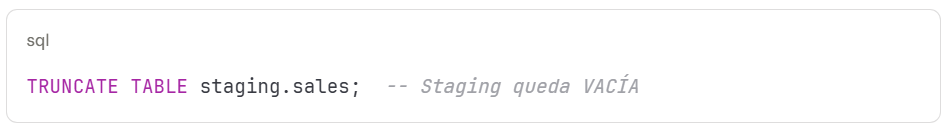 sql
TRUNCATE TABLE staging.sales;  -- Staging queda VACÍA